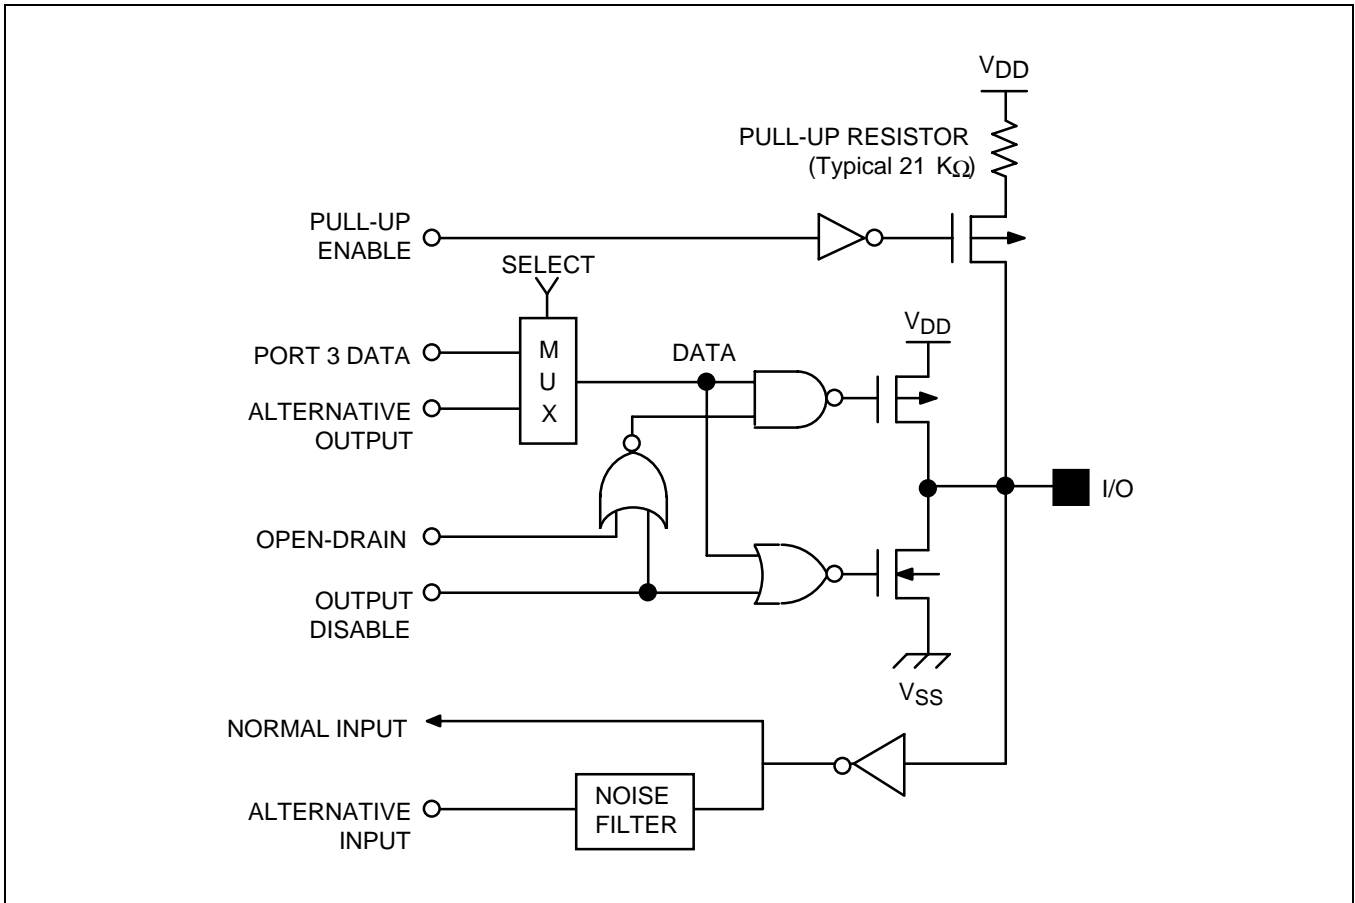 VDD
PULL-UP RESISTOR
(Typical 21 KΩ)
PULL-UP
ENABLE
SELECT
PORT 3 DATA
ALTERNATIVE
OUTPUT
M
U
X
DATA
VDD
I/O
OPEN-DRAIN
OUTPUT
DISABLE
VSS
NORMAL INPUT
ALTERNATIVE
INPUT
NOISE
FILTER